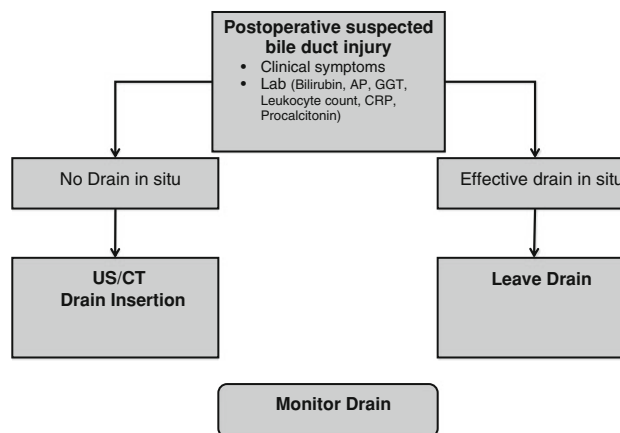 Postoperative suspected
bile duct injury
• Clinical symptoms
• Lab (Bilirubin, AP, GGT,
Leukocyte count, CRP,
Procalcitonin)
No Drain in situ
Effective drain in situ
US/CT
Drain Insertion
Leave Drain
Monitor Drain